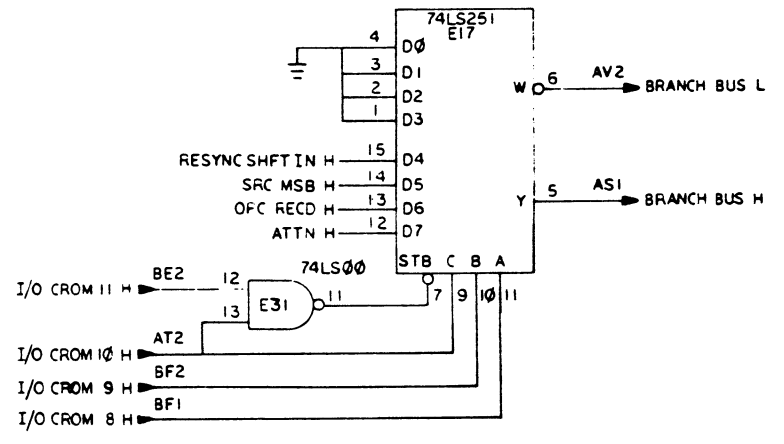 74LS251
E17
4 DØ
3 D1
2 D2
1 D3
RESYNC SHFT IN H 15 D4
SRC MSB H 14 D5
OFC RECD H 13 D6
ATTN H 12 D7
W 6 AV2 BRANCH BUS L
Y 5 AS1 BRANCH BUS H
STB C B A
7 9 1Ø 11
74LSØØ
I/O CROM 11 H BE2 12
E31 11
13
I/O CROM 1Ø H AT2
I/O CROM 9 H BF2
I/O CROM 8 H BF1